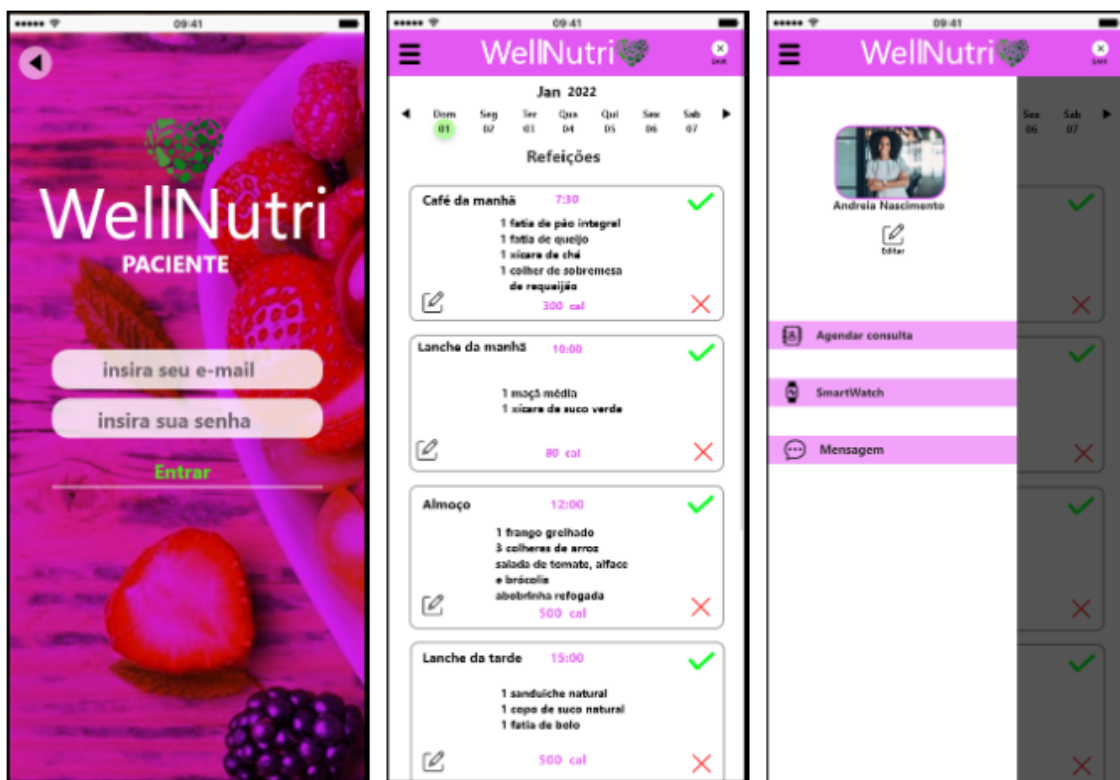 09:41
WellNutri
PACIENTE
insira seu e-mail
insira sua senha
Entrar
09:41
WellNutri
SAIR
Jan 2022
Dom Seg Ter Qua Qui Sex Sab
01 02 03 04 05 06 07
Refeições
Café da manhã 7:30
1 fatia de pão integral
1 fatia de queijo
1 xícara de chá
1 colher de sobremesa
de requeijão
300 cal
Lanche da manhã 10:00
1 maçã média
1 xícara de suco verde
80 cal
Almoço 12:00
1 frango grelhado
3 colheres de arroz
salada de tomate, alface
e brócolis
abobrinha refogada
500 cal
Lanche da tarde 15:00
1 sanduíche natural
1 copo de suco natural
1 fatia de bolo
500 cal
09:41
WellNutri
SAIR
Sex Sab
06 07
Andreia Nascimento
Editar
Agendar consulta
SmartWatch
Mensagem